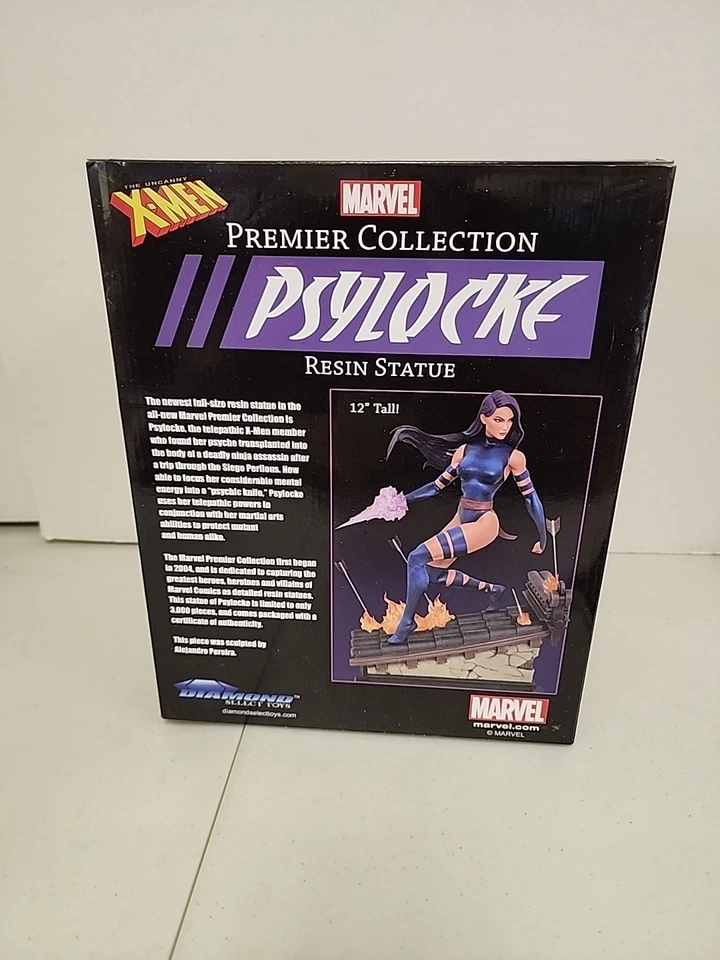 THE UNCANNY
X-MEN
MARVEL
PREMIER COLLECTION
PSYLOCKE
RESIN STATUE
The newest full-size resin statue in the
all-new Marvel Premier Collection is
Psylocke, the telepathic X-Men member
who found her psyche transplanted into
the body of a deadly ninja assassin after
a trip through the Siege Perilous. Now
able to focus her considerable mental
energy into a "psychic knife," Psylocke
uses her telepathic powers in
conjunction with her martial arts
abilities to protect mutant
and human alike.
The Marvel Premier Collection first began
in 2004, and is dedicated to capturing the
greatest heroes, heroines and villains of
Marvel Comics as detailed resin statues.
This statue of Psylocke is limited to only
3,000 pieces, and comes packaged with a
certificate of authenticity.
This piece was sculpted by
Alejandro Pereira.
12" Tall!
DIAMOND™
SELECT TOYS
diamondselecttoys.com
MARVEL
marvel.com
© MARVEL